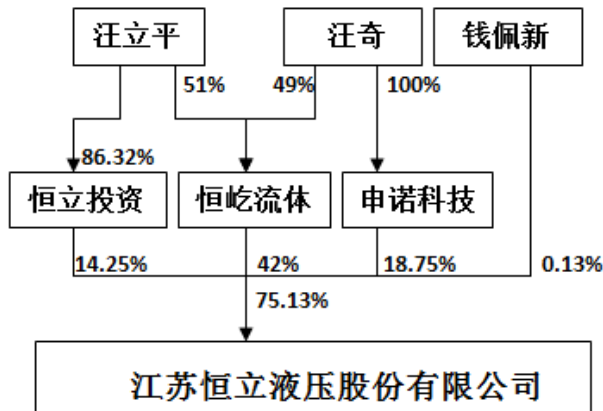 汪立平 汪奇 钱佩新
51% 49% 100%
86.32%
恒立投资 恒屹流体 申诺科技
14.25% 42% 18.75% 0.13%
75.13%
江苏恒立液压股份有限公司